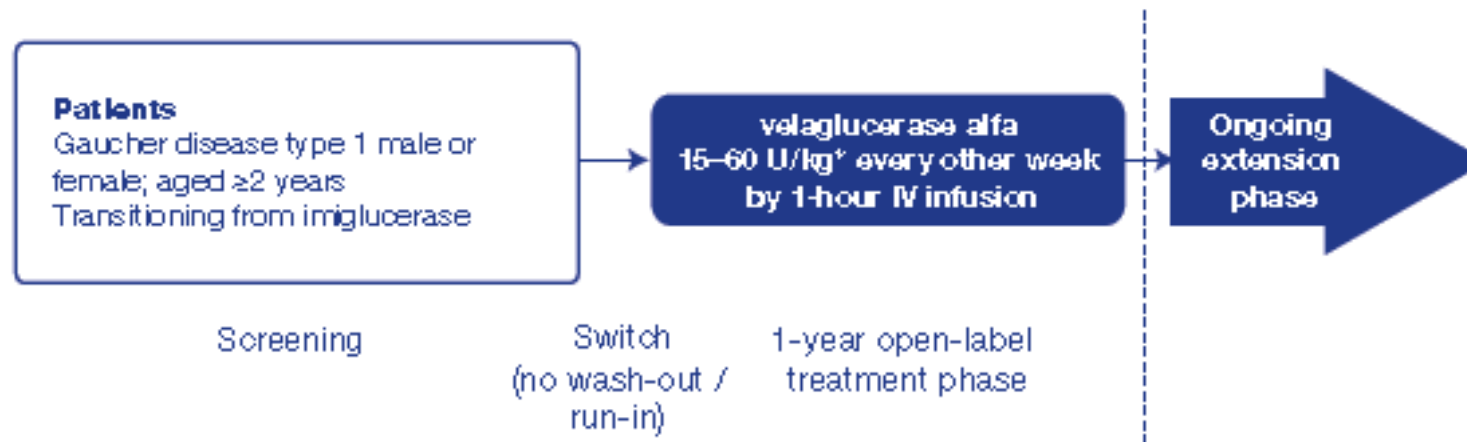 Patients
Gaucher disease type 1 male or
female; aged ≥2 years
Transitioning from imiglucerase
velaglucerase alfa
15–60 U/kg* every other week
by 1-hour IV infusion
Ongoing
extension
phase
Screening
Switch
(no wash-out /
run-in)
1-year open-label
treatment phase